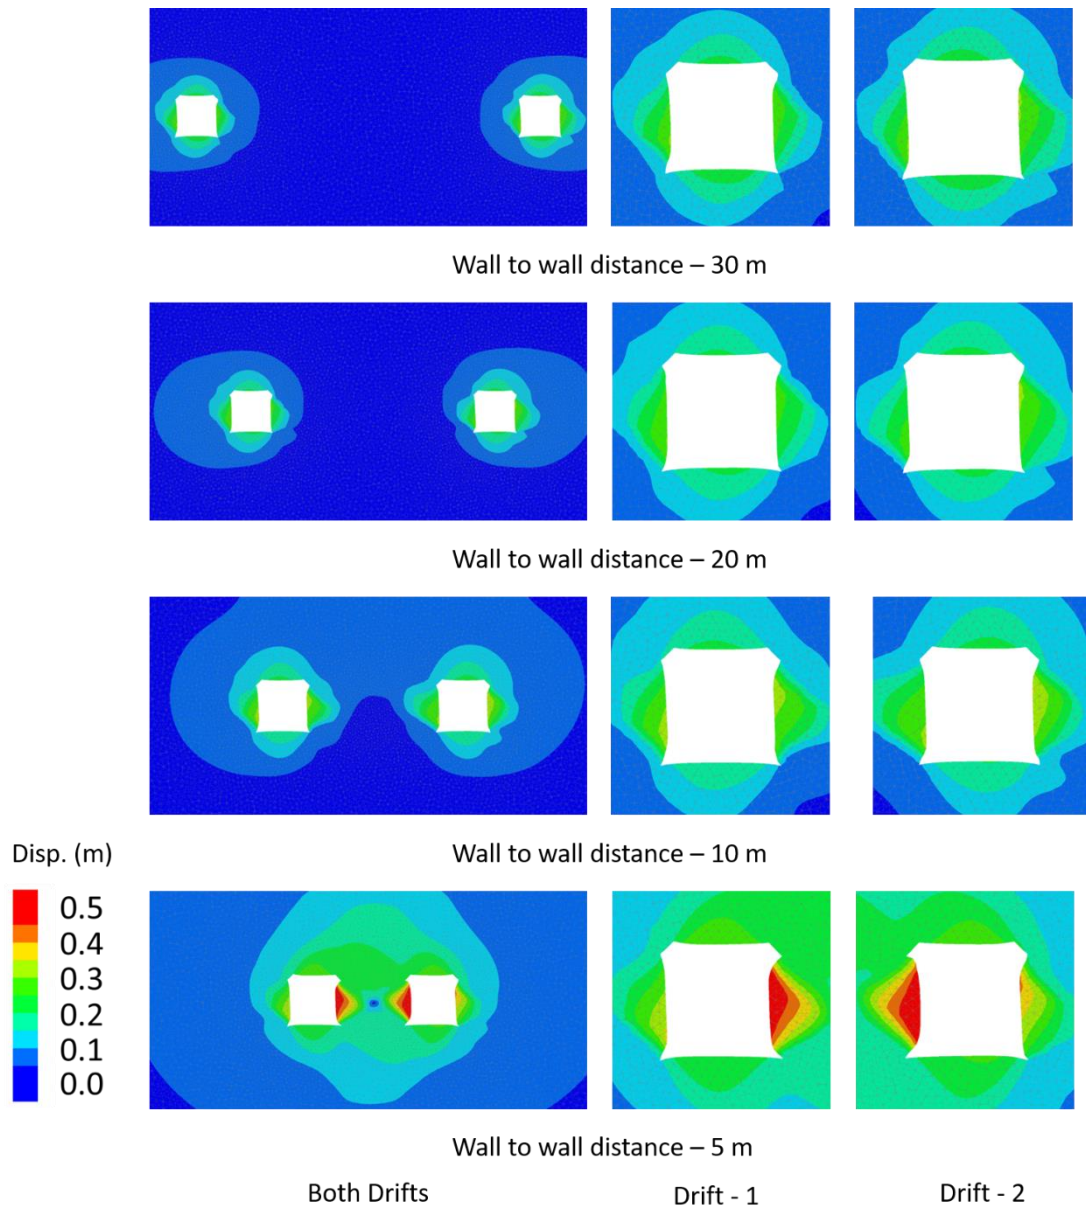 Wall to wall distance – 30 m
Wall to wall distance – 20 m
Disp. (m)
Wall to wall distance – 10 m
0.5
0.4
0.3
0.2
0.1
0.0
Wall to wall distance – 5 m
Both Drifts
Drift - 1
Drift - 2